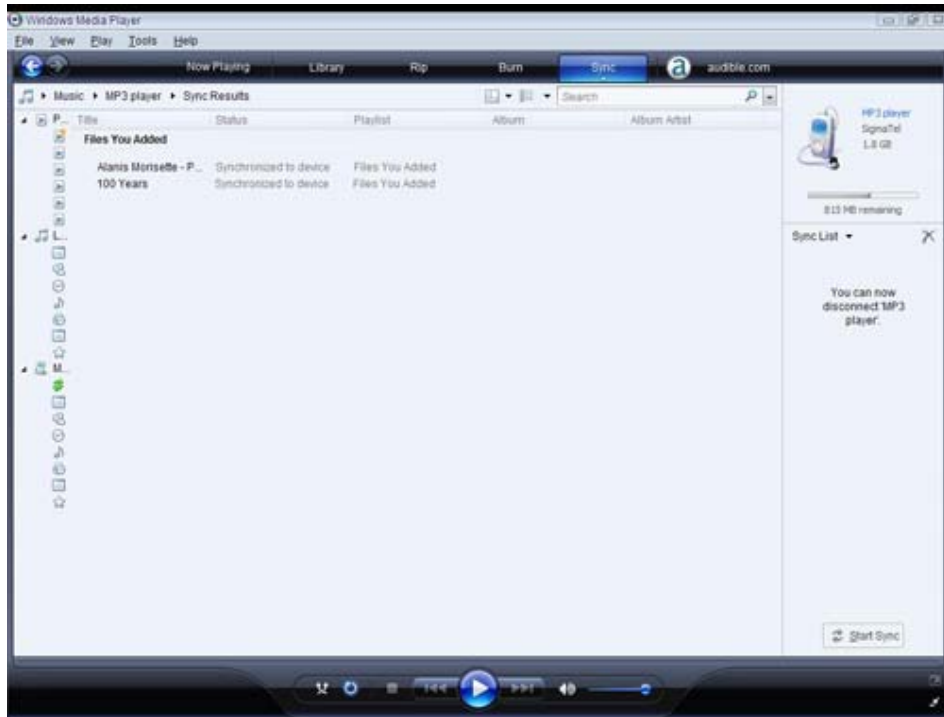 Windows Media Player
File View Play Tools Help
Now Playing Library Rip Burn Sync a audible.com
Music MP3 player Sync Results Search
P... Title Status Playlist Album Album Artist
Files You Added
Alanis Morisette - P... Synchronized to device Files You Added
100 Years Synchronized to device Files You Added
L...
M...
MP3 player
SigmaTel
1.8 GB
813 MB remaining
Sync List
You can now
disconnect 'MP3
player'.
Start Sync